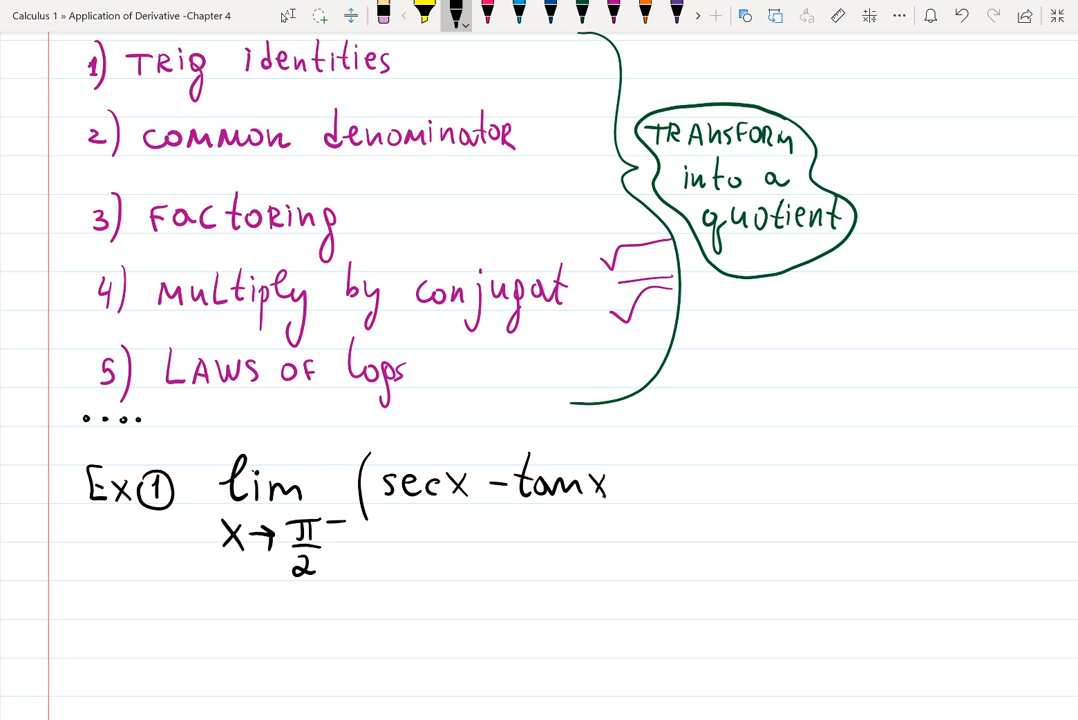 Calculus 1 » Application of Derivative -Chapter 4
1) TRig identities
2) common denominator
3) Factoring
4) Multiply by conjugat √ / √
5) LAWS OF logs
....
TRANSFORM
into a
quotient
Ex① lim (secx - tanx
x→π/2⁻